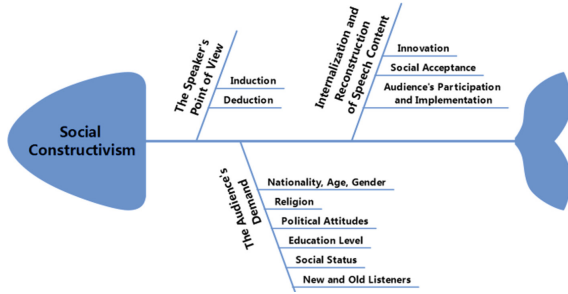 Social
Constructivism
The Speaker's
Point of View
Induction
Deduction
Internalization and
Reconstruction
of Speech Content
Innovation
Social Acceptance
Audience's Participation
and Implementation
The Audience's
Demand
Nationality, Age, Gender
Religion
Political Attitudes
Education Level
Social Status
New and Old Listeners